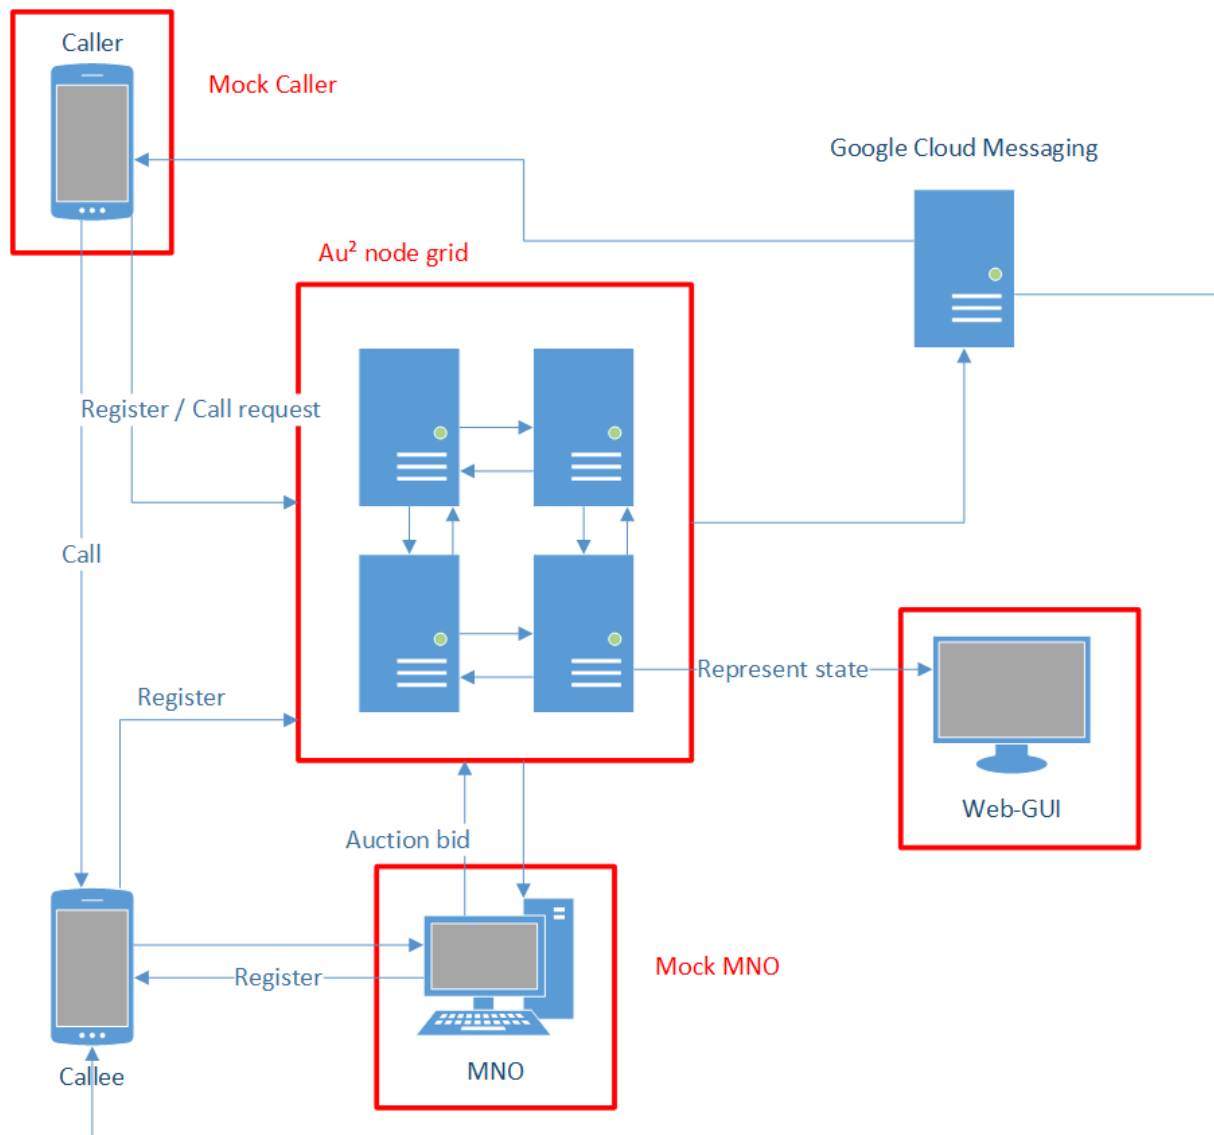 Caller
Mock Caller
Google Cloud Messaging
Au² node grid
Register / Call request
Call
Represent state
Register
Web-GUI
Auction bid
Mock MNO
Register
MNO
Callee